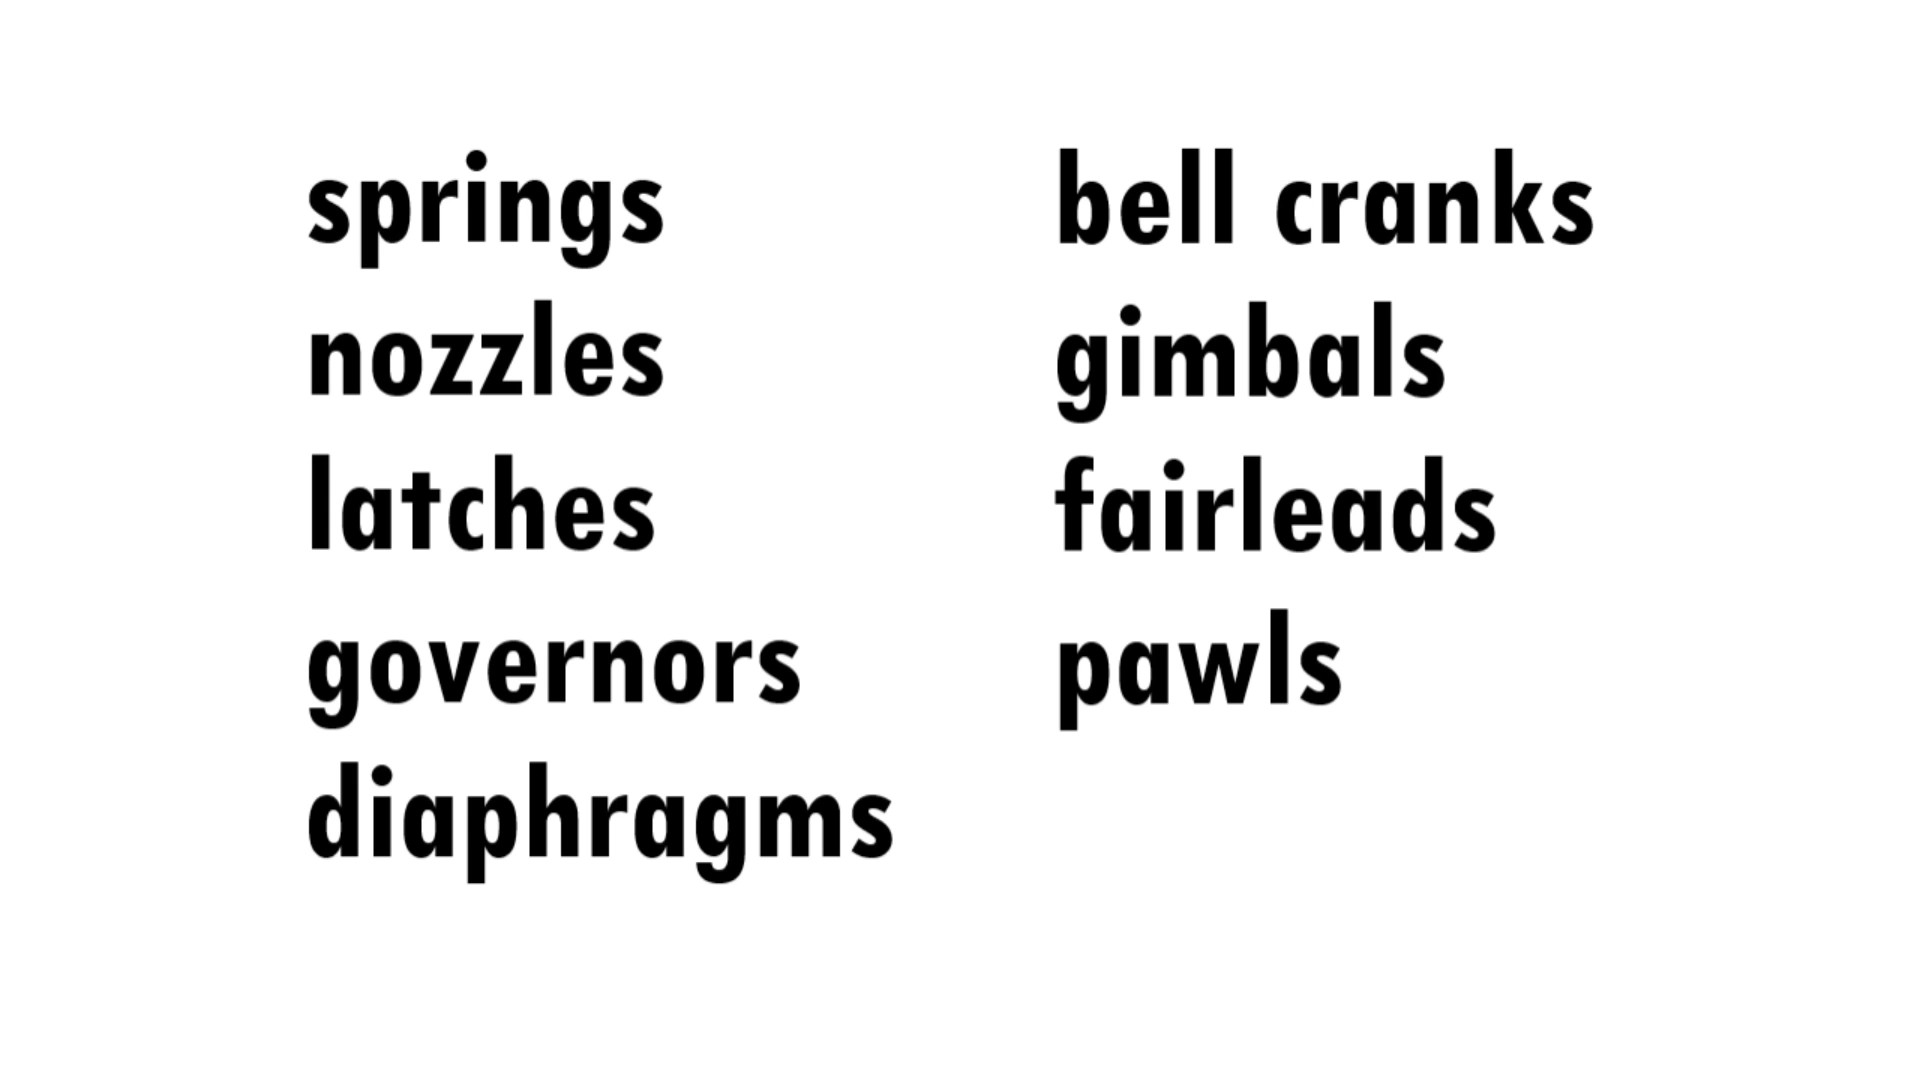 springs
nozzles
latches
governors
diaphragms
bell cranks
gimbals
fairleads
pawls